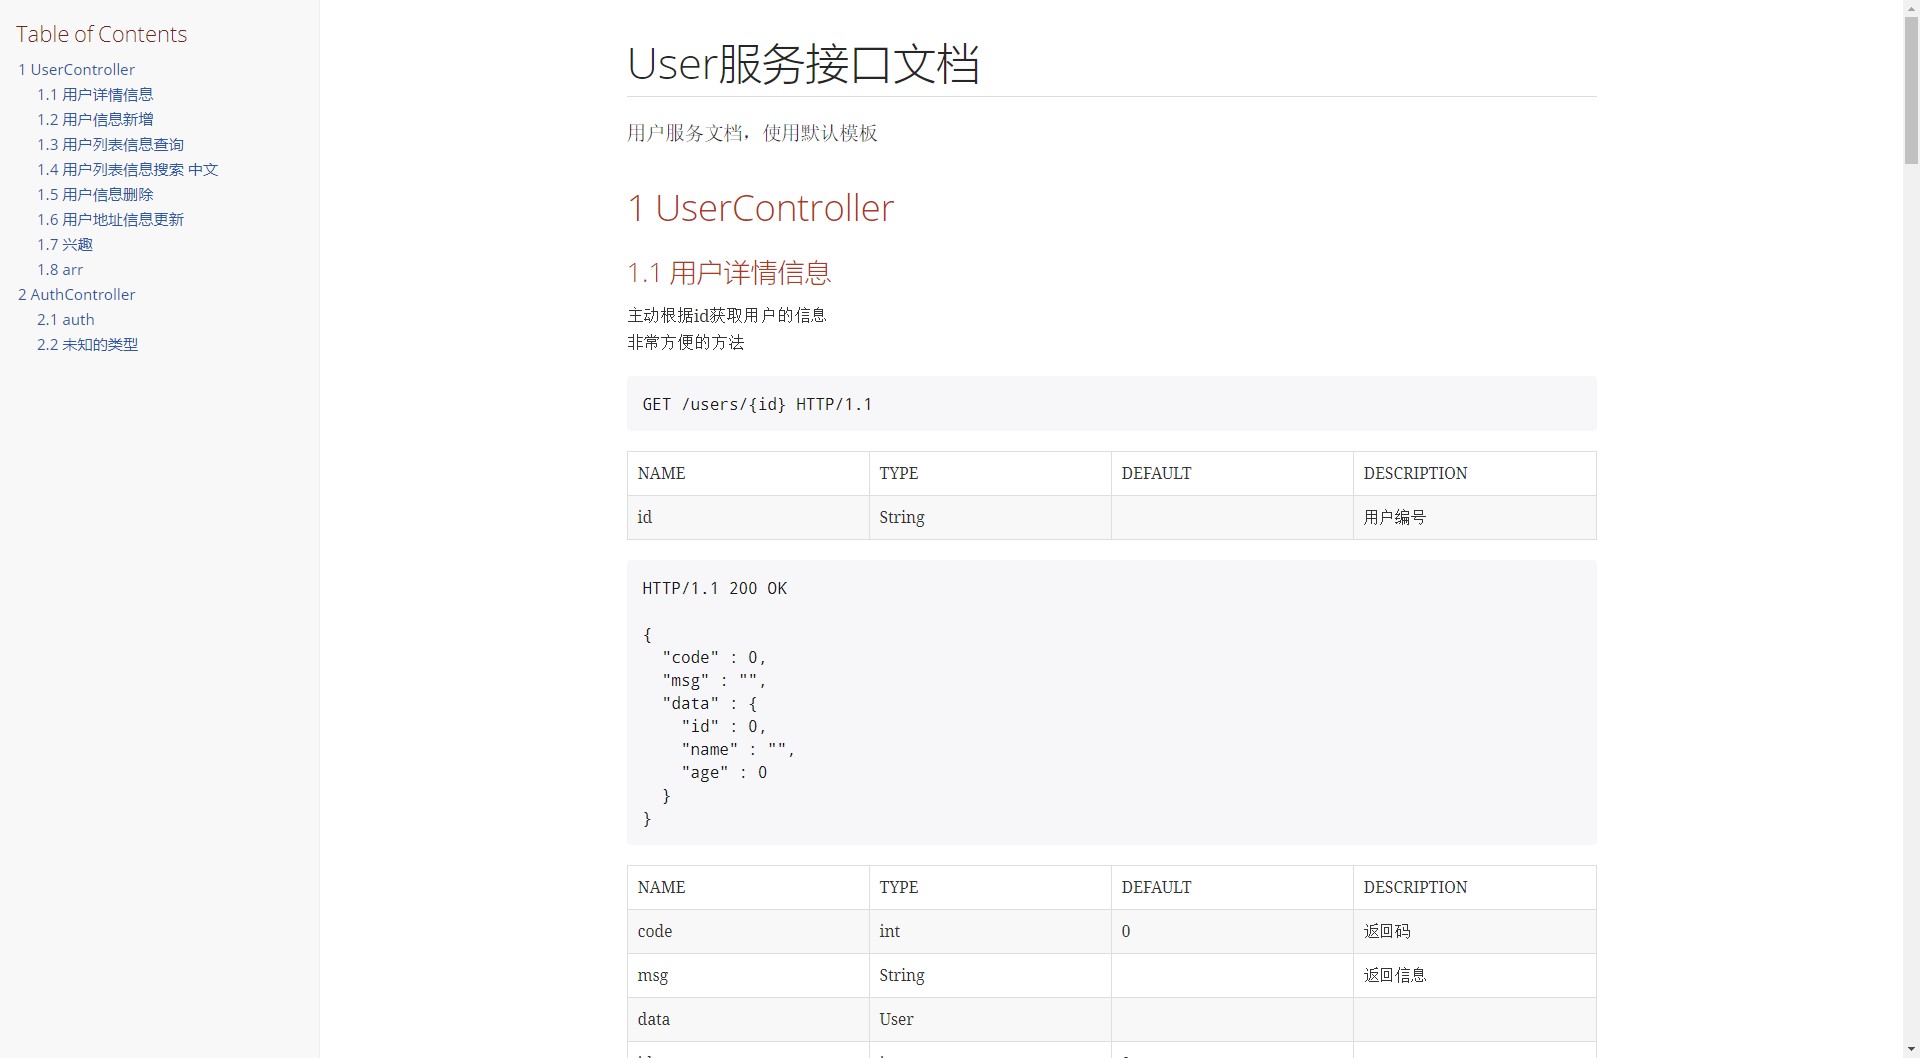 Table of Contents
1 UserController
1.1 用户详情信息
1.2 用户信息新增
1.3 用户列表信息查询
1.4 用户列表信息搜索 中文
1.5 用户信息删除
1.6 用户地址信息更新
1.7 兴趣
1.8 arr
2 AuthController
2.1 auth
2.2 未知的类型
User服务接口文档
用户服务文档，使用默认模板
1 UserController
1.1 用户详情信息
主动根据id获取用户的信息
非常方便的方法
GET /users/{id} HTTP/1.1
NAME TYPE DEFAULT DESCRIPTION
id String 用户编号
HTTP/1.1 200 OK
{
  "code" : 0,
  "msg" : "",
  "data" : {
    "id" : 0,
    "name" : "",
    "age" : 0
  }
}
NAME TYPE DEFAULT DESCRIPTION
code int 0 返回码
msg String 返回信息
data User